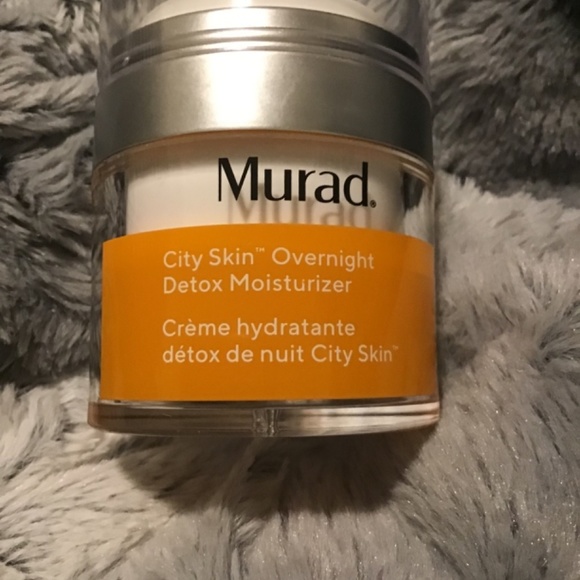 Murad®
City Skin™ Overnight
Detox Moisturizer
Crème hydratante
détox de nuit City Skin™